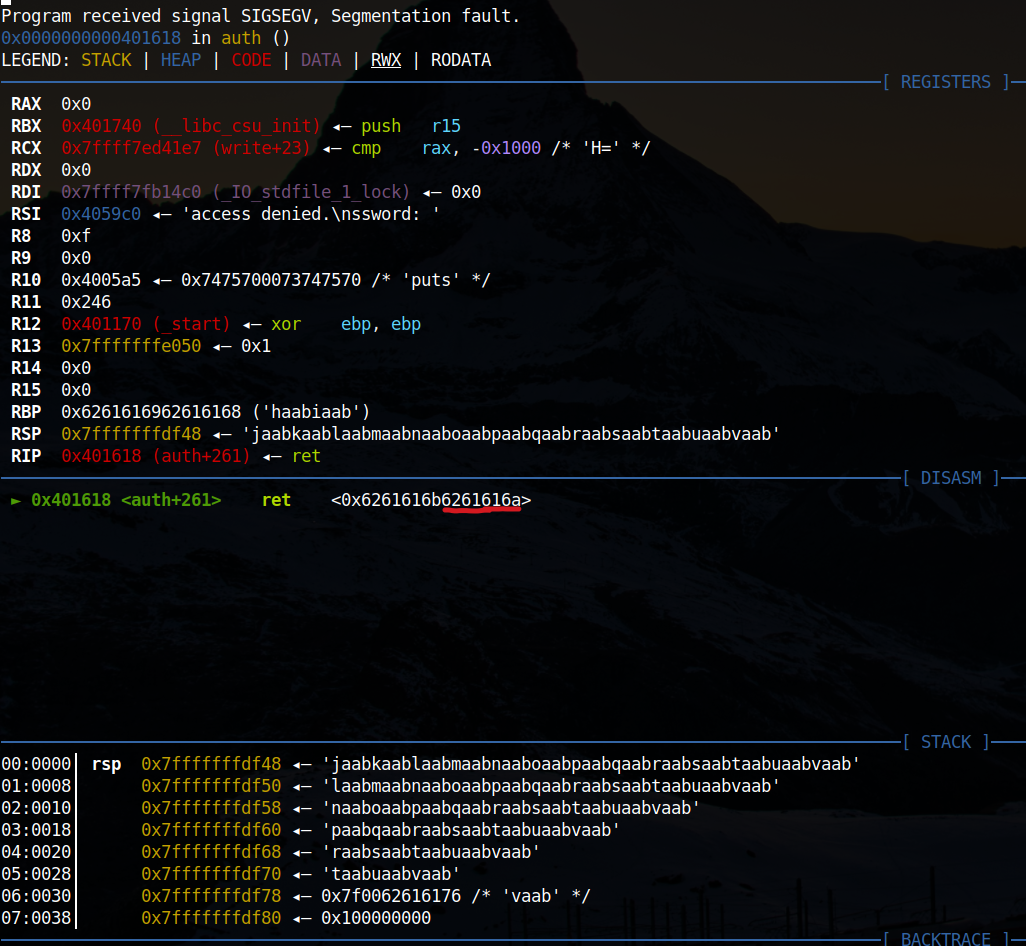 Program received signal SIGSEGV, Segmentation fault.
0x0000000000401618 in auth ()
LEGEND: STACK | HEAP | CODE | DATA | RWX | RODATA
[ REGISTERS ]
RAX  0x0
RBX  0x401740 (__libc_csu_init) ◂— push   r15
RCX  0x7ffff7ed41e7 (write+23) ◂— cmp    rax, -0x1000 /* 'H=' */
RDX  0x0
RDI  0x7ffff7fb14c0 (_IO_stdfile_1_lock) ◂— 0x0
RSI  0x4059c0 ◂— 'access denied.\nssword: '
R8   0xf
R9   0x0
R10  0x4005a5 ◂— 0x7475700073747570 /* 'puts' */
R11  0x246
R12  0x401170 (_start) ◂— xor    ebp, ebp
R13  0x7fffffffe050 ◂— 0x1
R14  0x0
R15  0x0
RBP  0x6261616962616168 ('haabiaab')
RSP  0x7fffffffdf48 ◂— 'jaabkaablaabmaabnaaboaabpaabqaabraabsaabtaabuaabvaab'
RIP  0x401618 (auth+261) ◂— ret
[ DISASM ]
► 0x401618 <auth+261>    ret    <0x6261616b6261616a>
[ STACK ]
00:0000│ rsp  0x7fffffffdf48 ◂— 'jaabkaablaabmaabnaaboaabpaabqaabraabsaabtaabuaabvaab'
01:0008│      0x7fffffffdf50 ◂— 'laabmaabnaaboaabpaabqaabraabsaabtaabuaabvaab'
02:0010│      0x7fffffffdf58 ◂— 'naaboaabpaabqaabraabsaabtaabuaabvaab'
03:0018│      0x7fffffffdf60 ◂— 'paabqaabraabsaabtaabuaabvaab'
04:0020│      0x7fffffffdf68 ◂— 'raabsaabtaabuaabvaab'
05:0028│      0x7fffffffdf70 ◂— 'taabuaabvaab'
06:0030│      0x7fffffffdf78 ◂— 0x7f0062616176 /* 'vaab' */
07:0038│      0x7fffffffdf80 ◂— 0x100000000
[ BACKTRACE ]